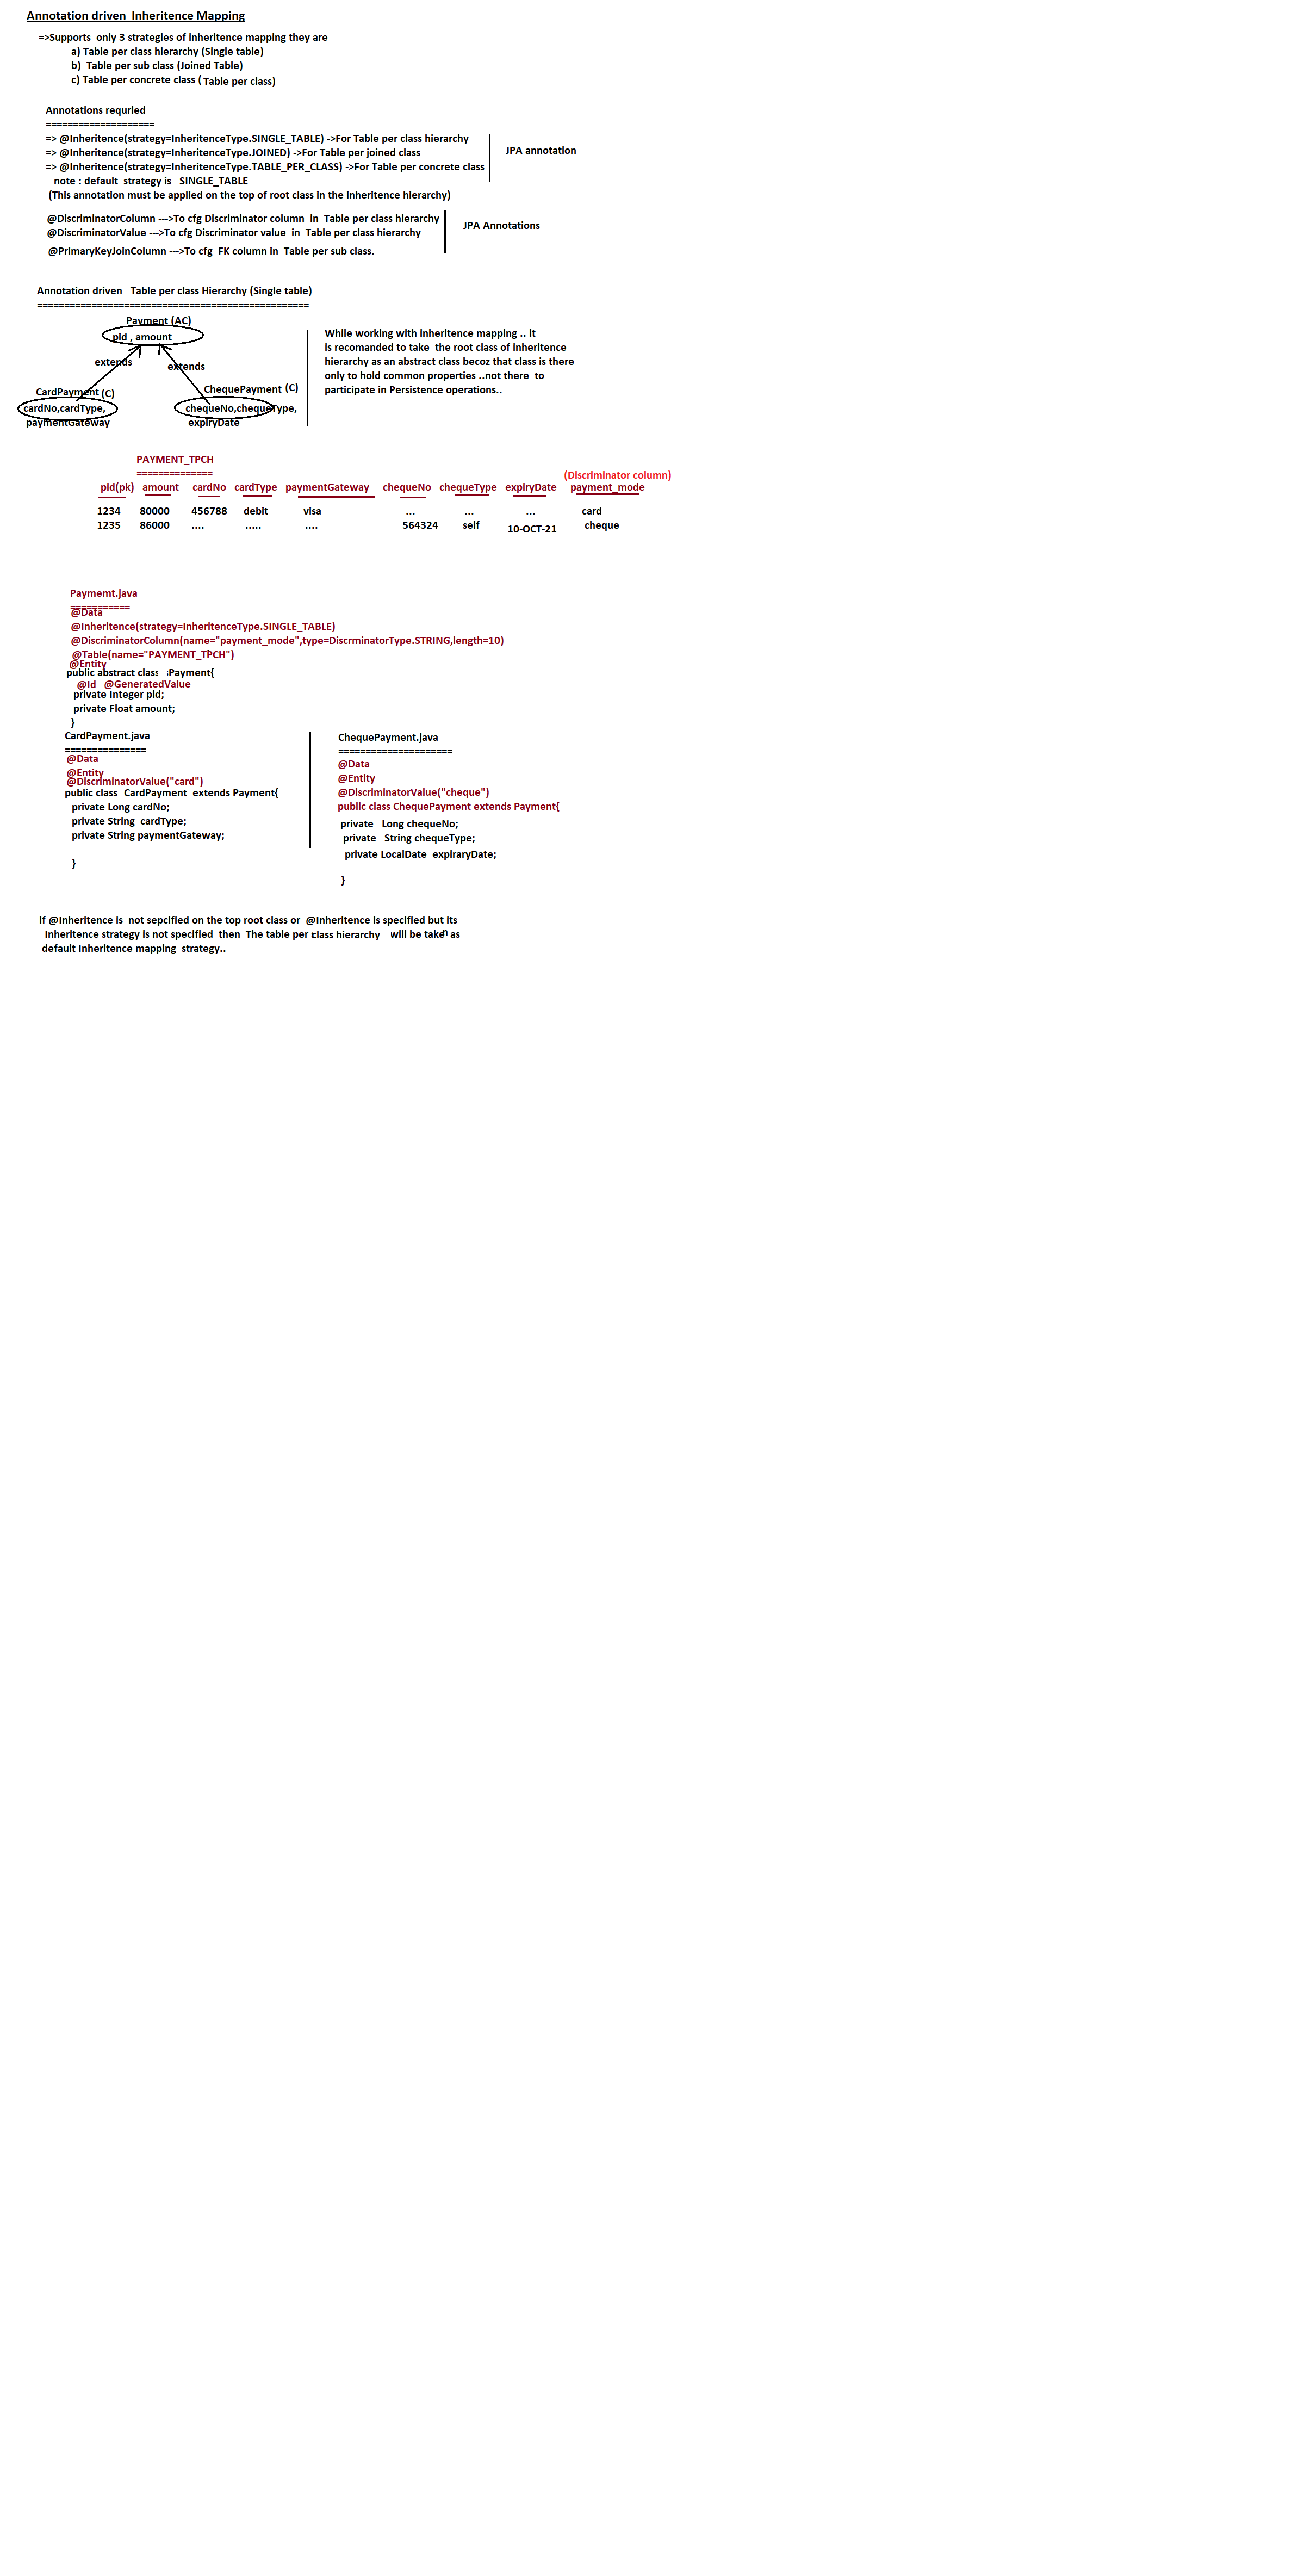 Annotation driven  Inheritence Mapping
=>Supports  only 3 strategies of inheritence mapping they are
a) Table per class hierarchy (Single table)
b)  Table per sub class (Joined Table)
c) Table per concrete class ( Table per class)
Annotations requried
====================
=> @Inheritence(strategy=InheritenceType.SINGLE_TABLE) ->For Table per class hierarchy
=> @Inheritence(strategy=InheritenceType.JOINED) ->For Table per joined class
=> @Inheritence(strategy=InheritenceType.TABLE_PER_CLASS) ->For Table per concrete class
JPA annotation
note : default  strategy is   SINGLE_TABLE
(This annotation must be applied on the top of root class in the inheritence hierarchy)
@DiscriminatorColumn --->To cfg Discriminator column  in  Table per class hierarchy
@DiscriminatorValue --->To cfg Discriminator value  in  Table per class hierarchy
JPA Annotations
@PrimaryKeyJoinColumn --->To cfg  FK column in  Table per sub class.
Annotation driven   Table per class Hierarchy (Single table)
==================================================
Payment (AC)
pid , amount
extends
extends
CardPayment (C)
cardNo,cardType,
paymentGateway
ChequePayment (C)
chequeNo,chequeType,
expiryDate
While working with inheritence mapping .. it
is recomanded to take  the root class of inheritence
hierarchy as an abstract class becoz that class is there
only to hold common properties ..not there  to
participate in Persistence operations..
PAYMENT_TPCH
==============
(Discriminator column)
pid(pk)  amount  cardNo  cardType  paymentGateway  chequeNo  chequeType  expiryDate  payment_mode
1234  80000  456788  debit  visa  ...  ...  ...  card
1235  86000  ....  .....  ....  564324  self  10-OCT-21  cheque
Paymemt.java
===========
@Data
@Inheritence(strategy=InheritenceType.SINGLE_TABLE)
@DiscriminatorColumn(name="payment_mode",type=DiscrminatorType.STRING,length=10)
@Table(name="PAYMENT_TPCH")
@Entity
public abstract class  Payment{
@Id  @GeneratedValue
private Integer pid;
private Float amount;
}
CardPayment.java
===============
@Data
@Entity
@DiscriminatorValue("card")
public class  CardPayment  extends Payment{
private Long cardNo;
private String  cardType;
private String paymentGateway;
}
ChequePayment.java
=====================
@Data
@Entity
@DiscriminatorValue("cheque")
public class ChequePayment extends Payment{
private   Long chequeNo;
private   String chequeType;
private LocalDate  expiraryDate;
}
if @Inheritence is  not sepcified on the top root class or  @Inheritence is specified but its
Inheritence strategy is not specified  then  The table per class hierarchy   will be taken as
default Inheritence mapping  strategy..